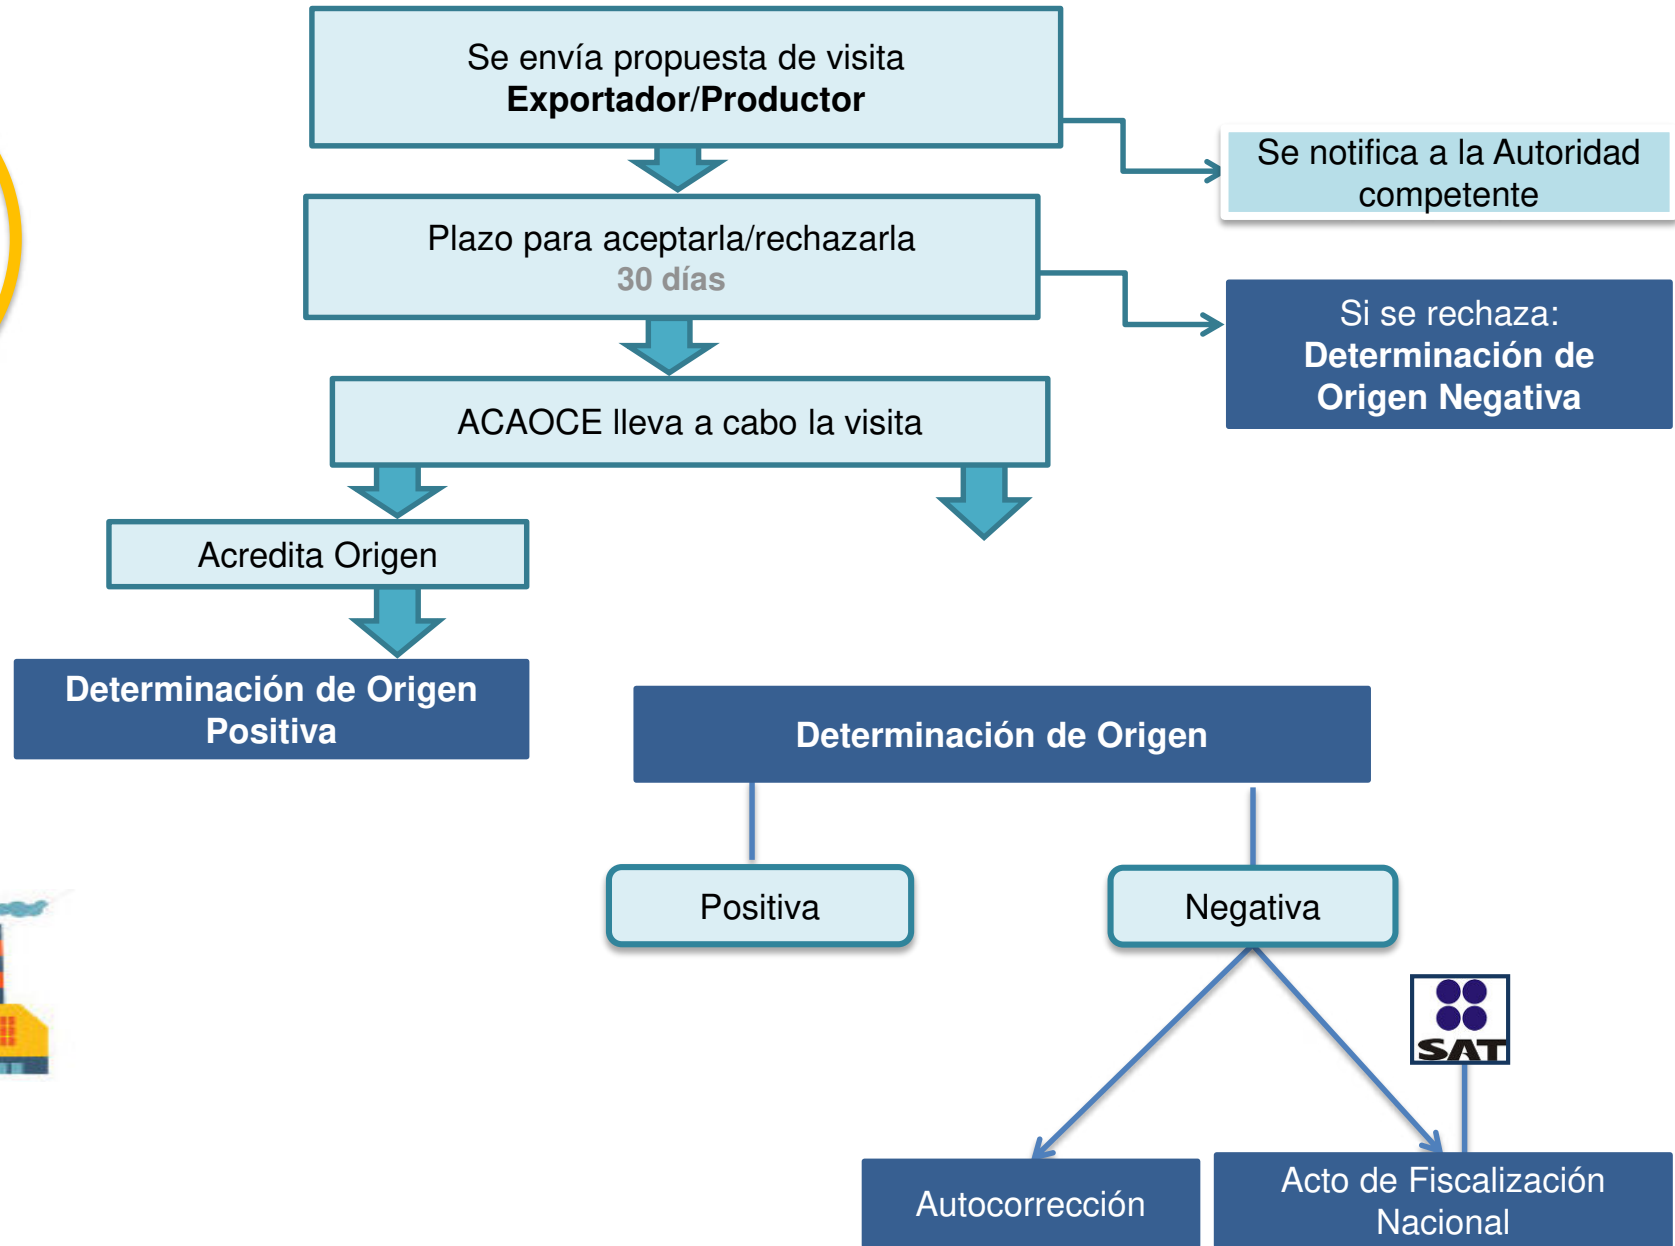 Se envía propuesta de visita
Exportador/Productor
Se notifica a la Autoridad
competente
Plazo para aceptarla/rechazarla
30 días
Si se rechaza:
Determinación de
Origen Negativa
ACAOCE lleva a cabo la visita
Acredita Origen
Determinación de Origen
Positiva
Determinación de Origen
Positiva
Negativa
SAT
Autocorrección
Acto de Fiscalización
Nacional